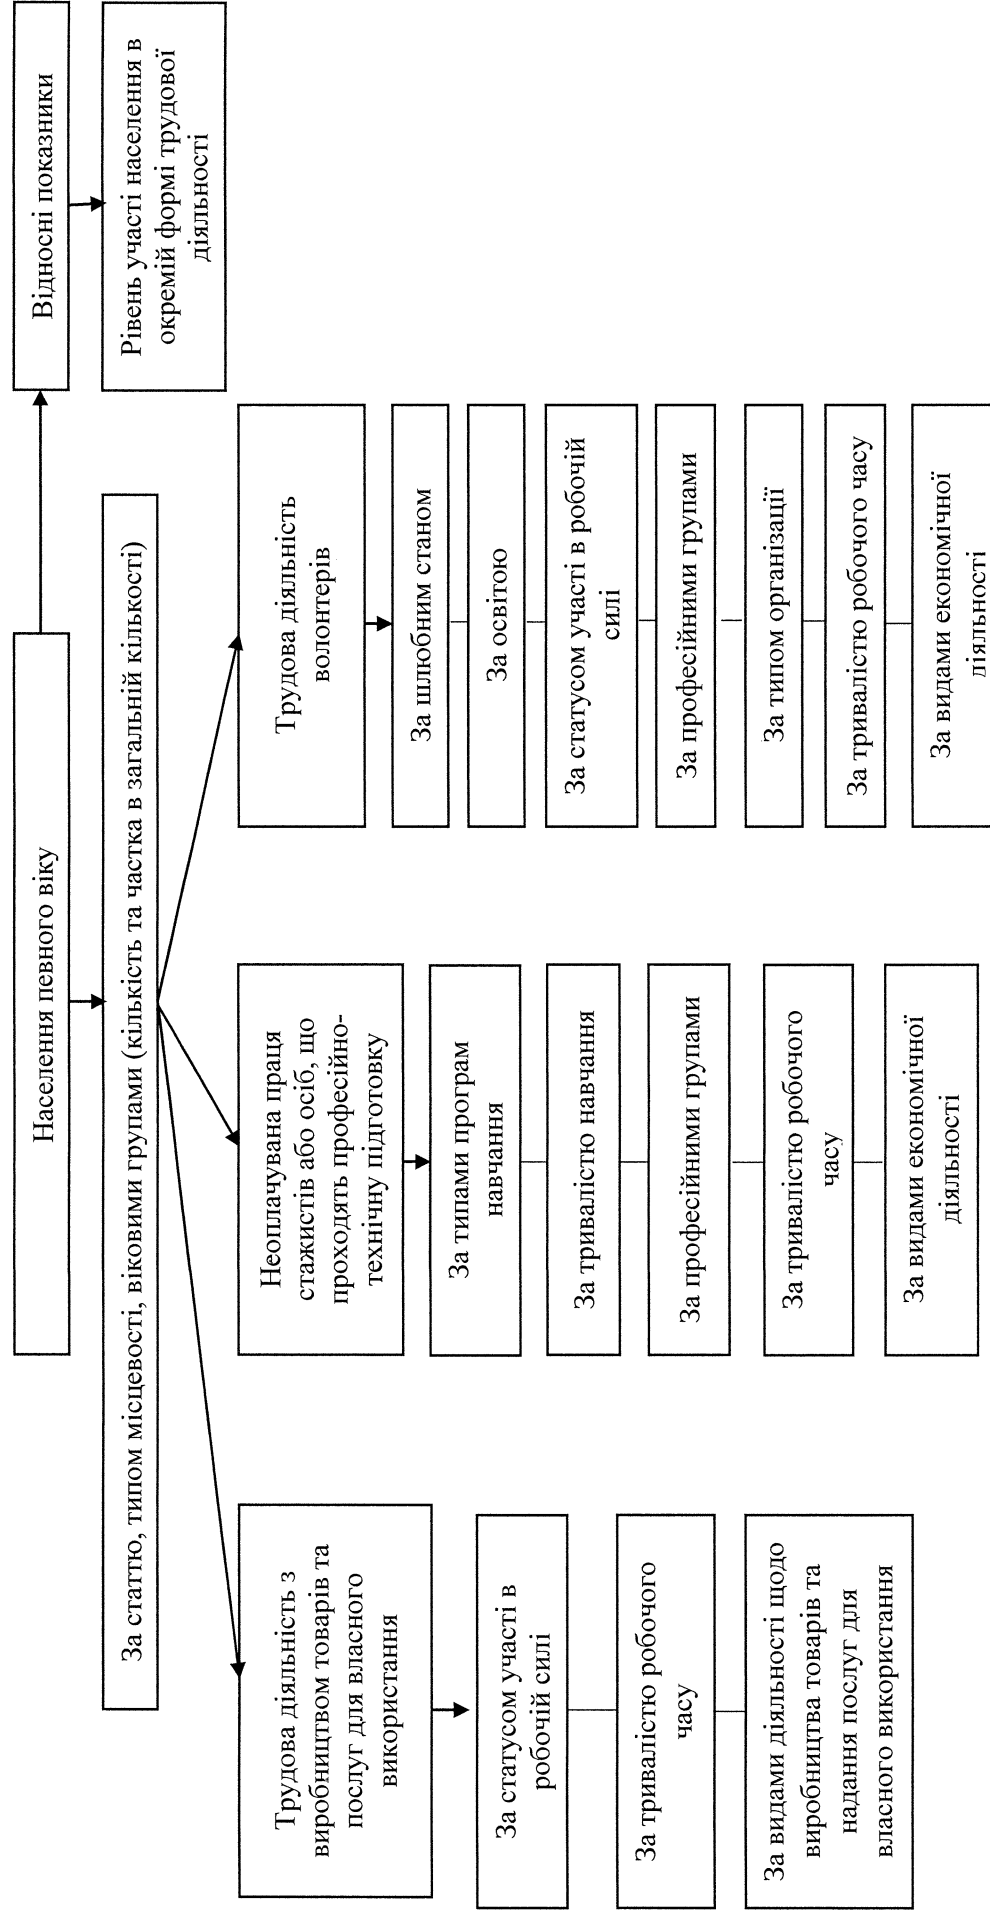 Населення певного віку
Відносні показники
За статтю, типом місцевості, віковими групами (кількість та частка в загальній кількості)
Рівень участі населення в
окремій формі трудової
діяльності
Трудова діяльність з
виробництвом товарів та
послуг для власного
використання
За статусом участі в
робочій силі
За тривалістю робочого
часу
За видами діяльності щодо
виробництва товарів та
надання послуг для
власного використання
Неоплачувана праця
стажистів або осіб, що
проходять професійно-
технічну підготовку
За типами програм
навчання
За тривалістю навчання
За професійними групами
За тривалістю робочого
часу
За видами економічної
діяльності
Трудова діяльність
волонтерів
За шлюбним станом
За освітою
За статусом участі в робочій
силі
За професійними групами
За типом організації
За тривалістю робочого часу
За видами економічної
діяльності